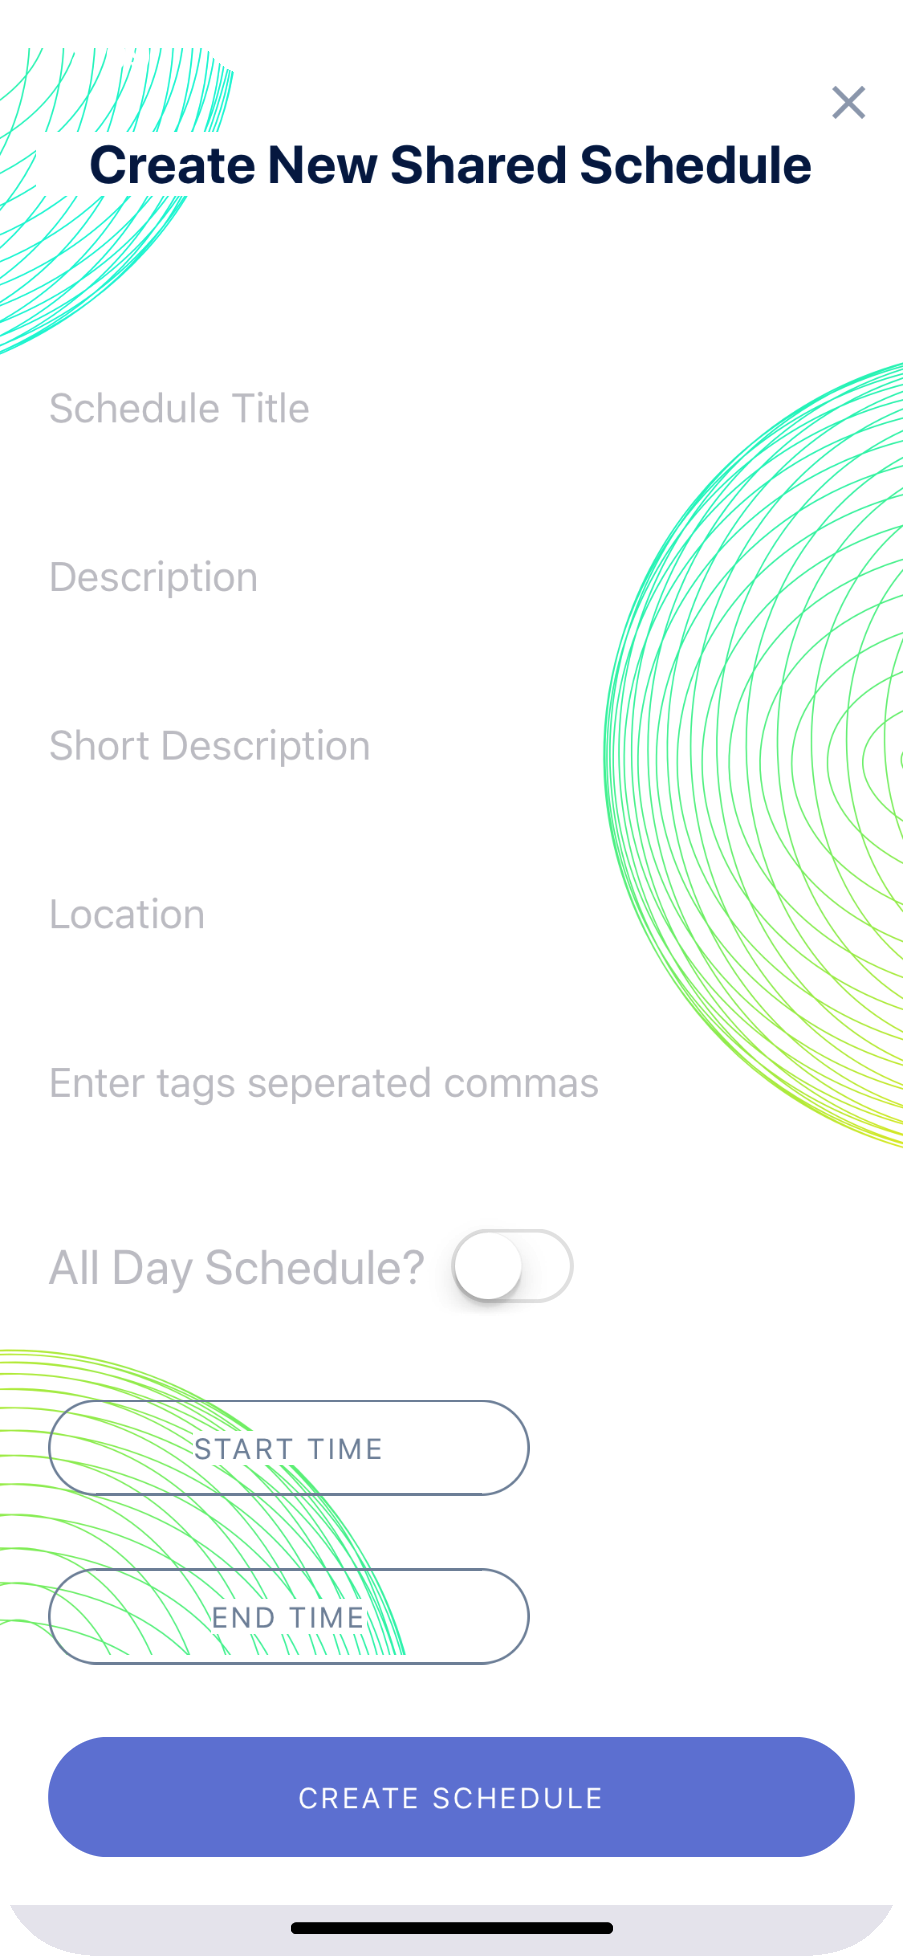 Create New Shared Schedule
Schedule Title
Description
Short Description
Location
Enter tags seperated commas
All Day Schedule?
START TIME
END TIME
CREATE SCHEDULE